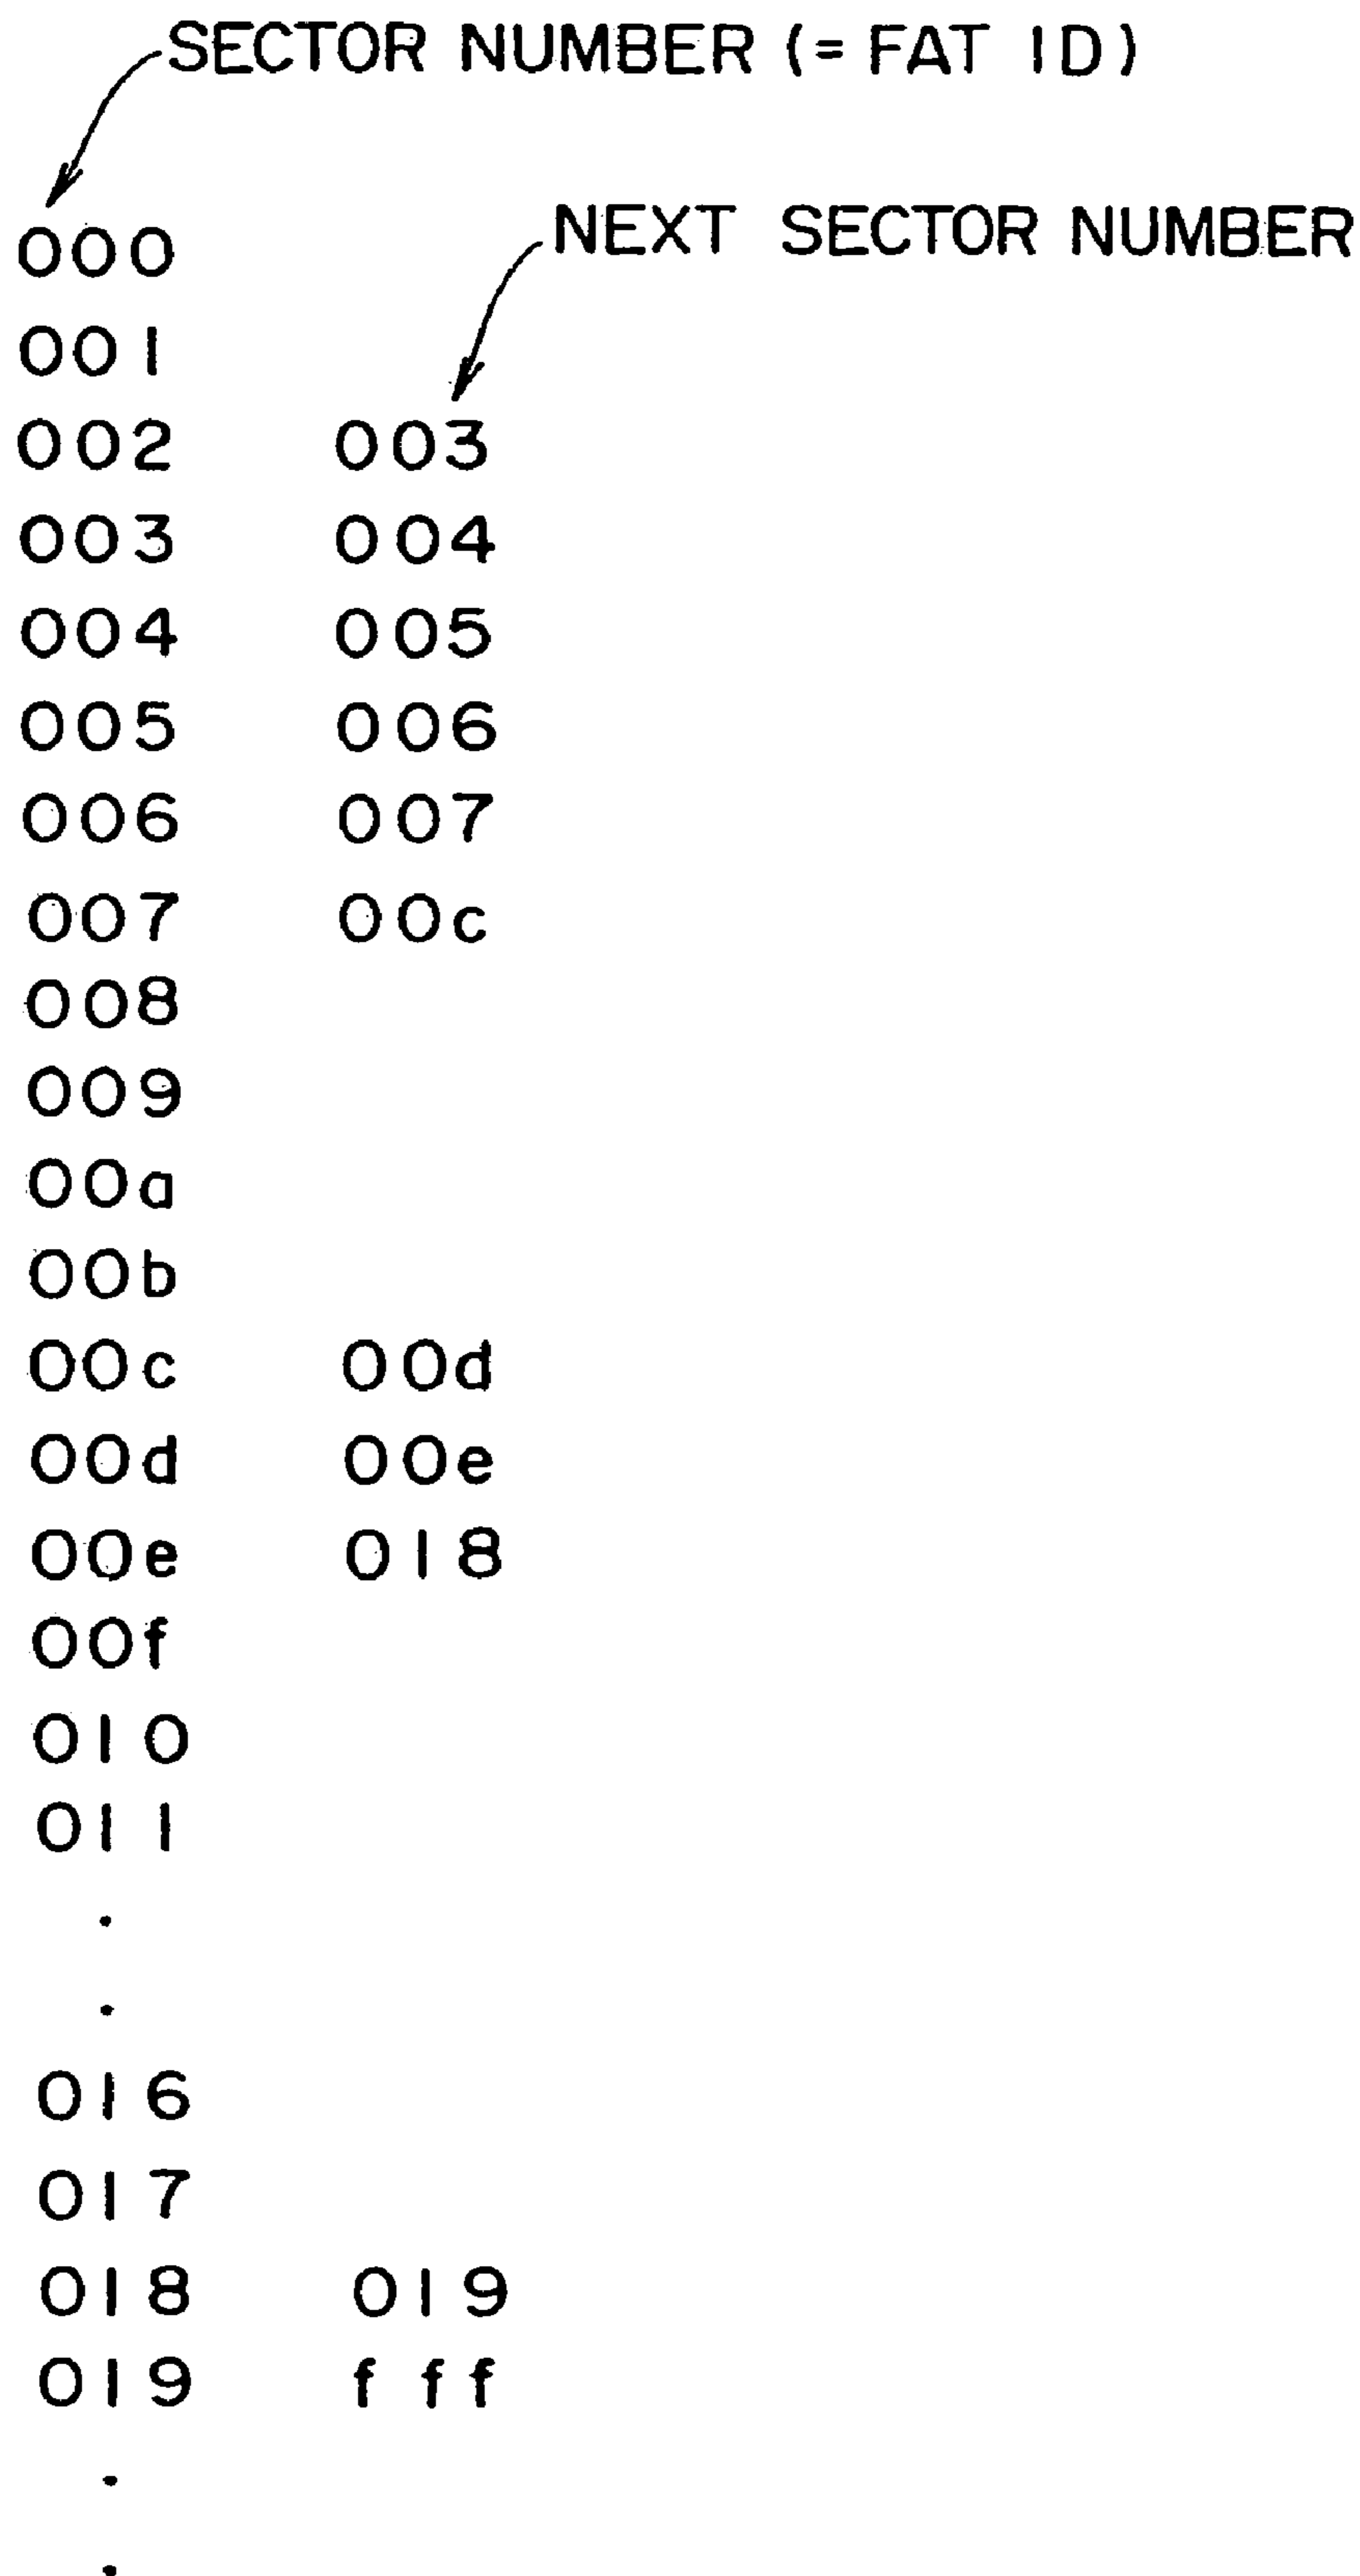 SECTOR NUMBER (= FAT ID)
NEXT SECTOR NUMBER
000
001
002 003
003 004
004 005
005 006
006 007
007 00c
008
009
00a
00b
00c 00d
00d 00e
00e 018
00f
010
011
.
.
016
017
018 019
019 fff
.
.